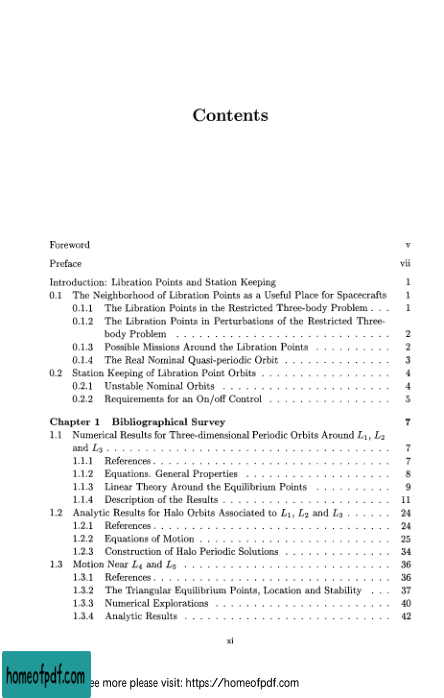 Contents
Foreword v
Preface vii
Introduction: Libration Points and Station Keeping 1
0.1 The Neighborhood of Libration Points as a Useful Place for Spacecrafts 1
0.1.1 The Libration Points in the Restricted Three-body Problem . . . 1
0.1.2 The Libration Points in Perturbations of the Restricted Three-
body Problem . . . . . . . . . . . . . . . . . . . . . . . . . . . . 2
0.1.3 Possible Missions Around the Libration Points . . . . . . . . . . 2
0.1.4 The Real Nominal Quasi-periodic Orbit . . . . . . . . . . . . . . 3
0.2 Station Keeping of Libration Point Orbits . . . . . . . . . . . . . . . . . 4
0.2.1 Unstable Nominal Orbits . . . . . . . . . . . . . . . . . . . . . . 4
0.2.2 Requirements for an On/off Control . . . . . . . . . . . . . . . . 5
Chapter 1 Bibliographical Survey 7
1.1 Numerical Results for Three-dimensional Periodic Orbits Around L1, L2
and L3 . . . . . . . . . . . . . . . . . . . . . . . . . . . . . . . . . . . . . 7
1.1.1 References . . . . . . . . . . . . . . . . . . . . . . . . . . . . . . . 7
1.1.2 Equations. General Properties . . . . . . . . . . . . . . . . . . . 8
1.1.3 Linear Theory Around the Equilibrium Points . . . . . . . . . . 9
1.1.4 Description of the Results . . . . . . . . . . . . . . . . . . . . . . 11
1.2 Analytic Results for Halo Orbits Associated to L1, L2 and L3 . . . . . . 24
1.2.1 References . . . . . . . . . . . . . . . . . . . . . . . . . . . . . . . 24
1.2.2 Equations of Motion . . . . . . . . . . . . . . . . . . . . . . . . . 25
1.2.3 Construction of Halo Periodic Solutions . . . . . . . . . . . . . . 34
1.3 Motion Near L4 and L5 . . . . . . . . . . . . . . . . . . . . . . . . . . . 36
1.3.1 References . . . . . . . . . . . . . . . . . . . . . . . . . . . . . . . 36
1.3.2 The Triangular Equilibrium Points, Location and Stability . . . 37
1.3.3 Numerical Explorations . . . . . . . . . . . . . . . . . . . . . . . 40
1.3.4 Analytic Results . . . . . . . . . . . . . . . . . . . . . . . . . . . 42
xi
homeofpdf.com
ee more please visit: https://homeofpdf.com